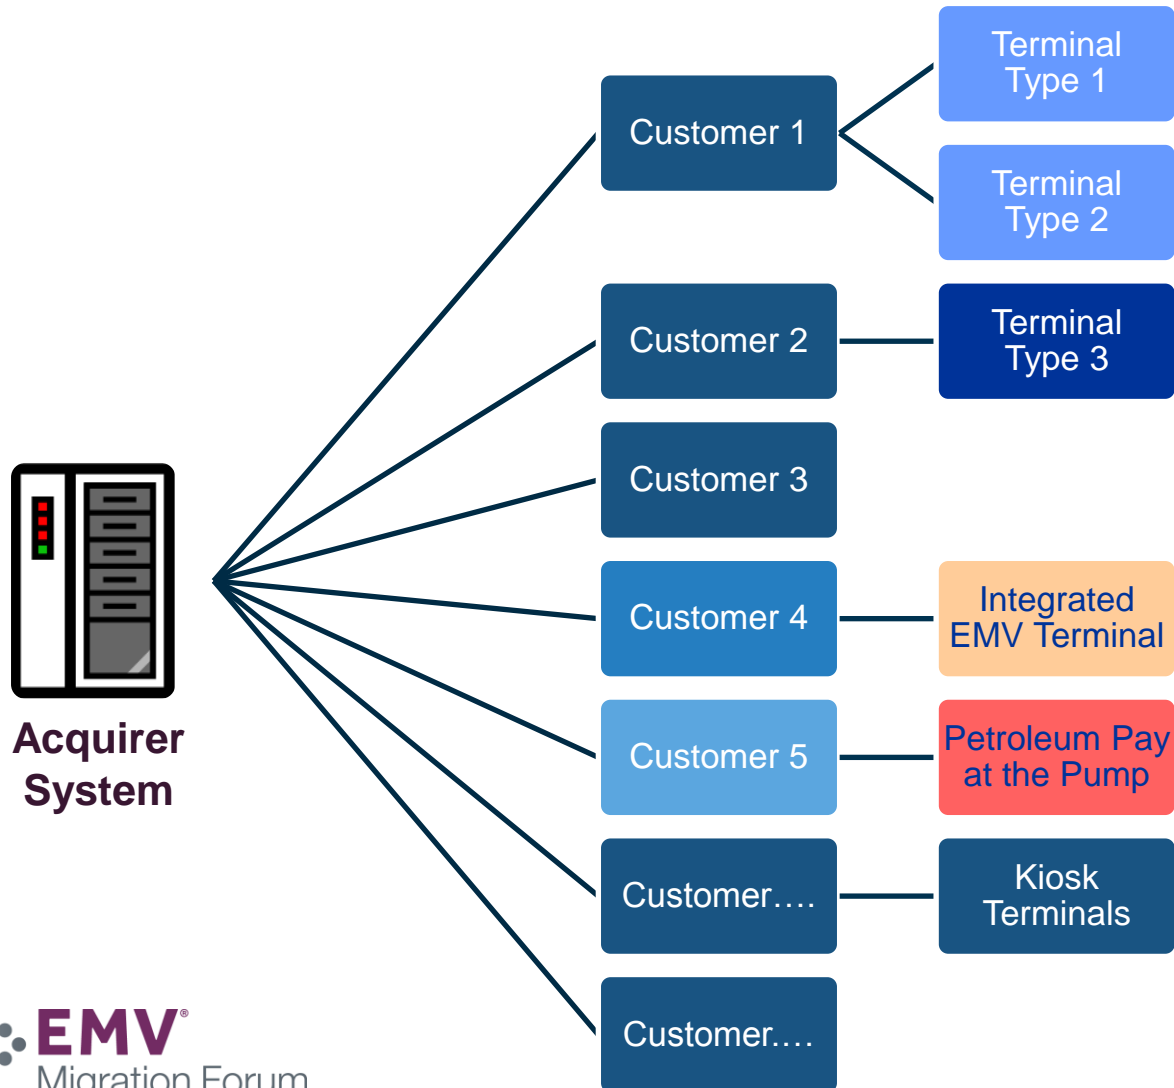 Terminal
Type 1
Customer 1
Terminal
Type 2
Customer 2
Terminal
Type 3
Customer 3
Customer 4
Integrated
EMV Terminal
Customer 5
Petroleum Pay
at the Pump
Acquirer
System
Customer….
Kiosk
Terminals
Customer.…
EMV®
Migration Forum